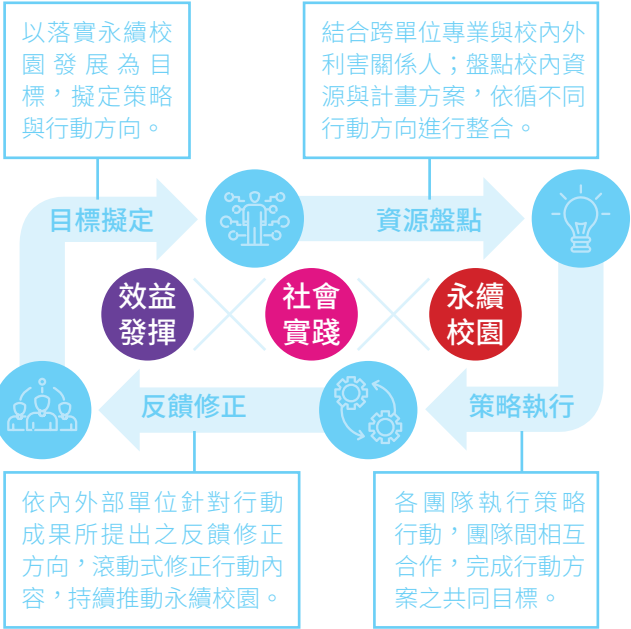 以落實永續校
園發展為目
標，擬定策略
與行動方向。
結合跨單位專業與校內外
利害關係人；盤點校內資
源與計畫方案，依循不同
行動方向進行整合。
目標擬定
資源盤點
效益
發揮
社會
實踐
永續
校園
反饋修正
策略執行
依內外部單位針對行動
成果所提出之反饋修正
方向，滾動式修正行動內
容，持續推動永續校園。
各團隊執行策略
行動，團隊間相互
合作，完成行動方
案之共同目標。